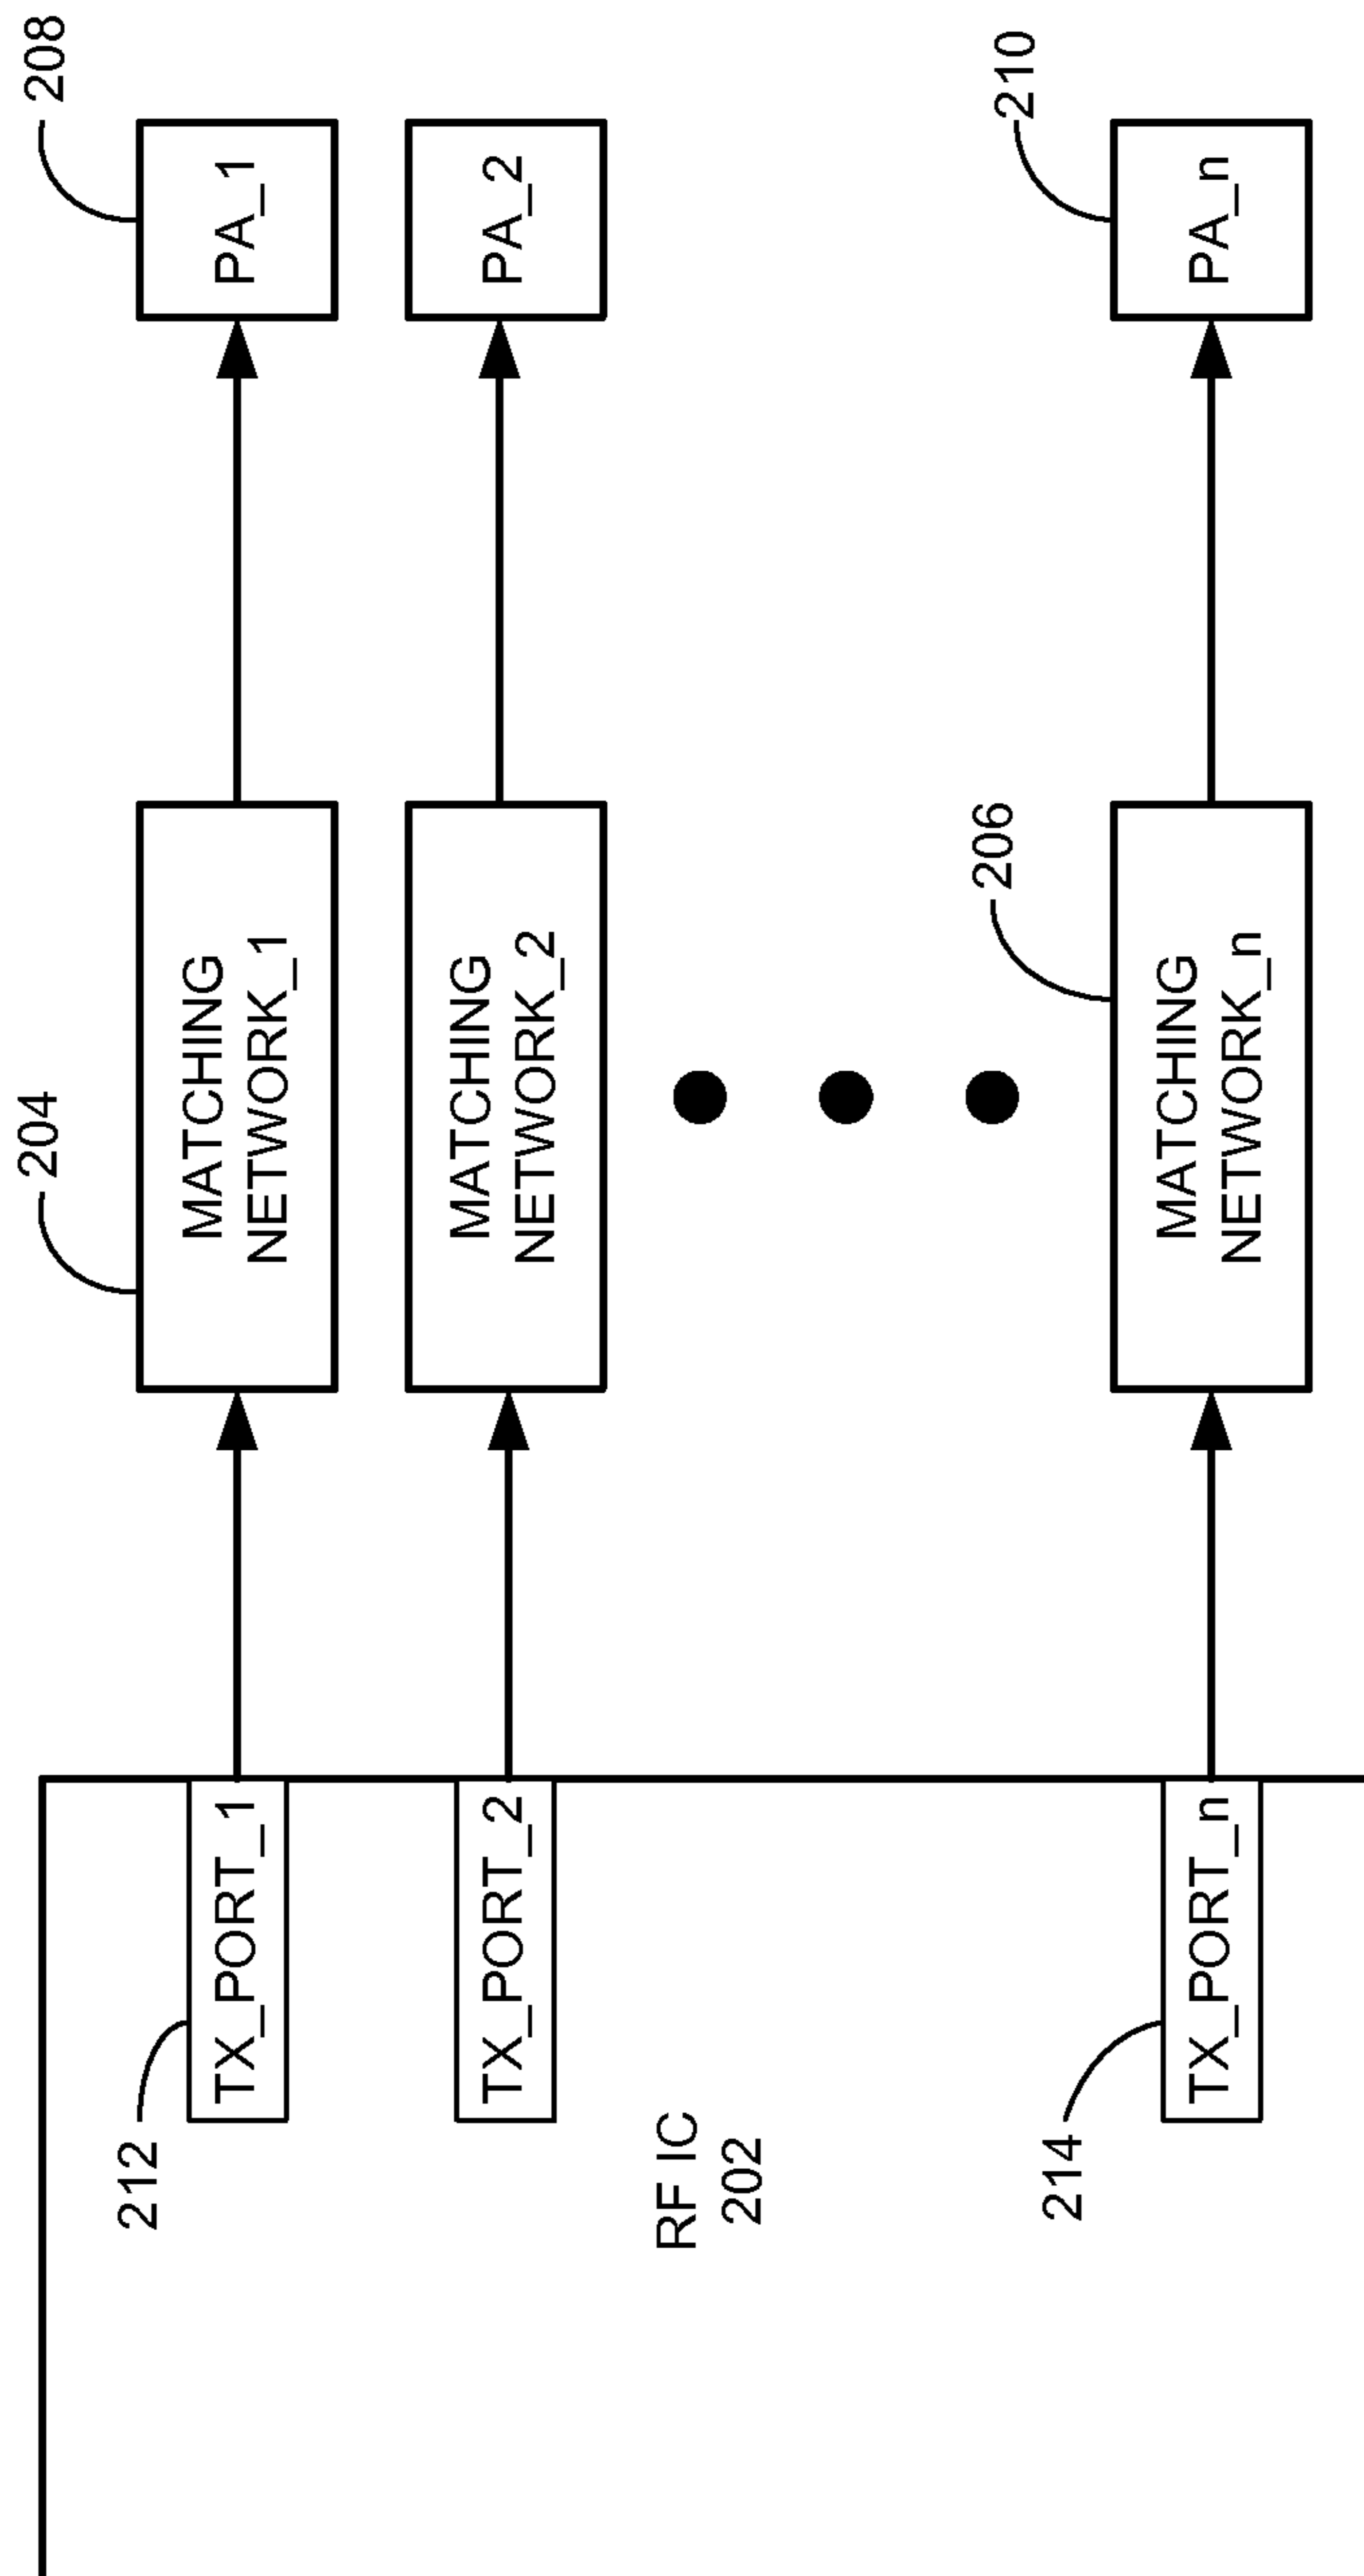 212
TX_PORT_1
204
MATCHING
NETWORK_1
208
PA_1
TX_PORT_2
MATCHING
NETWORK_2
PA_2
RF IC
202
214
TX_PORT_n
206
MATCHING
NETWORK_n
210
PA_n